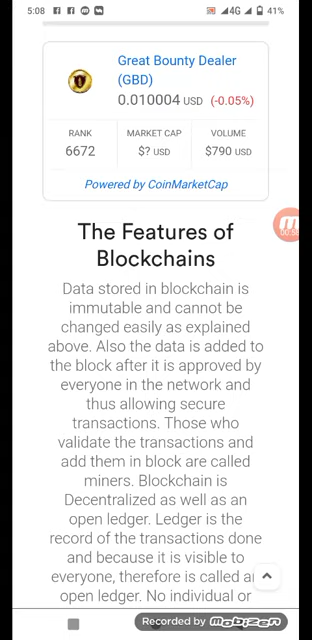 5:08 4G 41%
Great Bounty Dealer
(GBD)
0.010004 USD (-0.05%)
RANK MARKET CAP VOLUME
6672 $? USD $790 USD
Powered by CoinMarketCap
The Features of
Blockchains
Data stored in blockchain is
immutable and cannot be
changed easily as explained
above. Also the data is added to
the block after it is approved by
everyone in the network and
thus allowing secure
transactions. Those who
validate the transactions and
add them in block are called
miners. Blockchain is
Decentralized as well as an
open ledger. Ledger is the
record of the transactions done
and because it is visible to
everyone, therefore is called an
open ledger. No individual or
Recorded by mobizen